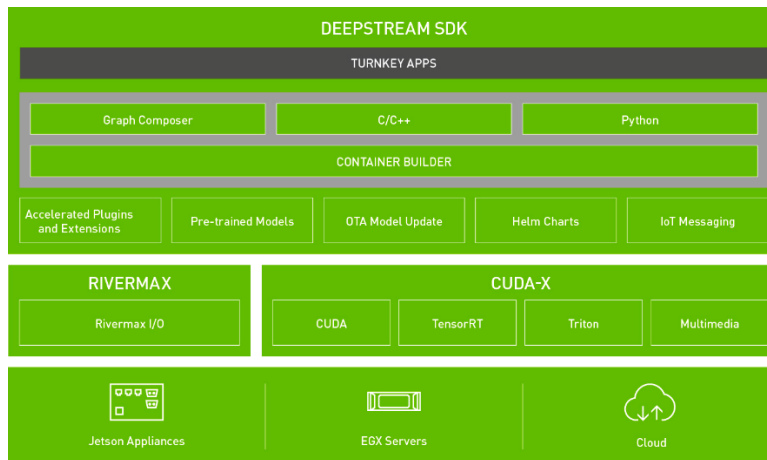 DEEPSTREAM SDK
TURNKEY APPS
Graph Composer
C/C++
Python
CONTAINER BUILDER
Accelerated Plugins
and Extensions
Pre-trained Models
OTA Model Update
Helm Charts
IoT Messaging
RIVERMAX
Rivermax I/O
CUDA-X
CUDA
TensorRT
Triton
Multimedia
Jetson Appliances
EGX Servers
Cloud